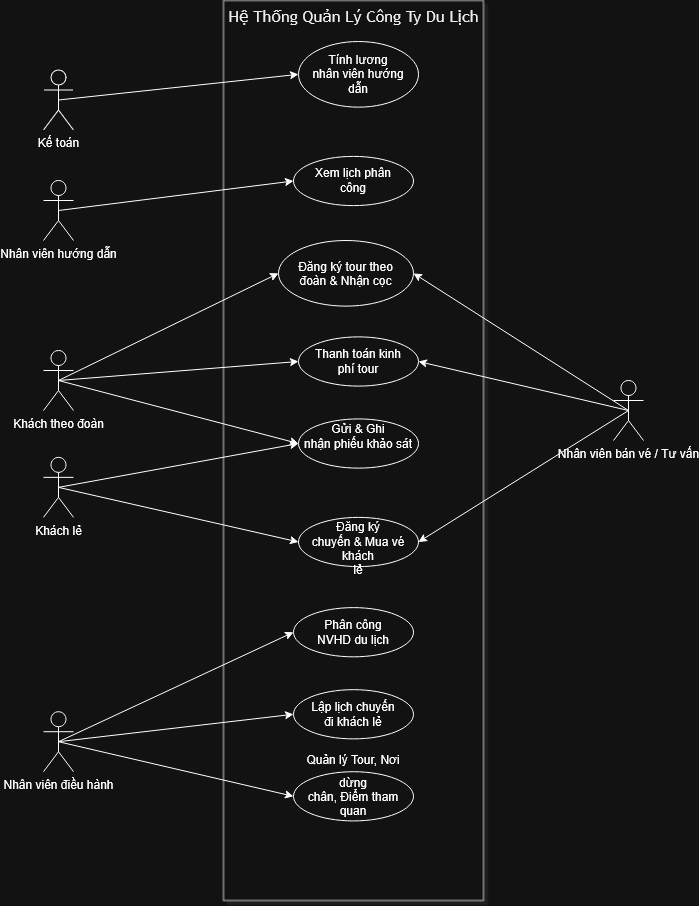 Hệ Thống Quản Lý Công Ty Du Lịch
Tính lương
nhân viên hướng
dẫn
Kế toán
Xem lịch phân
công
Nhân viên hướng dẫn
Đăng ký tour theo
đoàn & Nhận cọc
Thanh toán kinh
phí tour
Khách theo đoàn
Gửi & Ghi
nhận phiếu khảo sát
Nhân viên bán vé / Tư vấn
Khách lẻ
Đăng ký
chuyến & Mua vé
khách
lẻ
Phân công
NVHD du lịch
Lập lịch chuyến
đi khách lẻ
Nhân viên điều hành
Quản lý Tour, Nơi
dừng
chân, Điểm tham
quan